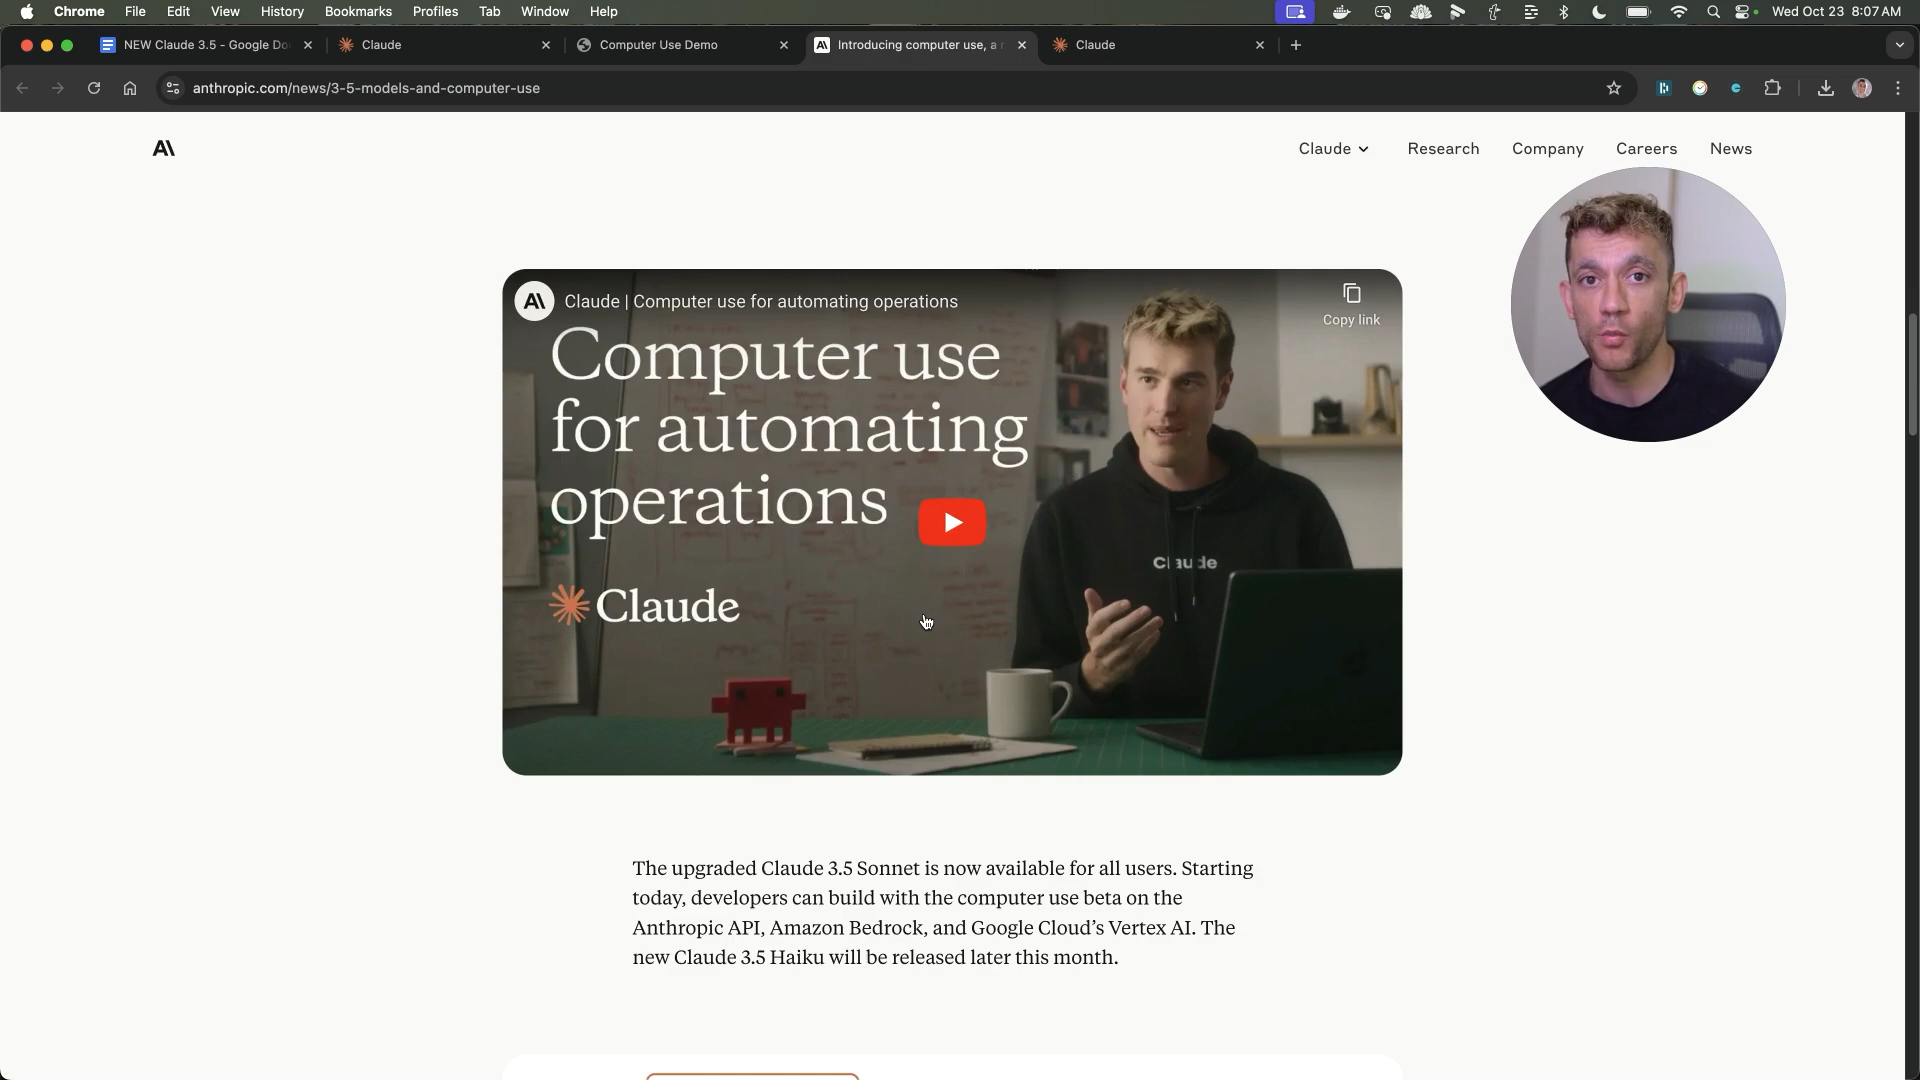 Chrome File Edit View History Bookmarks Profiles Tab Window Help Wed Oct 23 8:07 AM
NEW Claude 3.5 - Google Do Claude Computer Use Demo Introducing computer use, a Claude
anthropic.com/news/3-5-models-and-computer-use
Claude Research Company Careers News
Claude | Computer use for automating operations
Copy link
Computer use
for automating
operations
Claude
Claude
The upgraded Claude 3.5 Sonnet is now available for all users. Starting
today, developers can build with the computer use beta on the
Anthropic API, Amazon Bedrock, and Google Cloud’s Vertex AI. The
new Claude 3.5 Haiku will be released later this month.